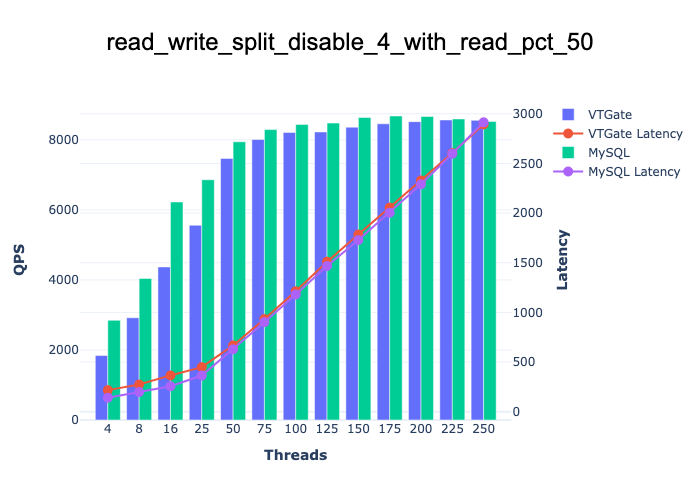 read_write_split_disable_4_with_read_pct_50
QPS
8000
6000
4000
2000
0
4 8 16 25 50 75 100 125 150 175 200 225 250
Threads
3000
2500
2000
1500
1000
500
0
Latency
VTGate
VTGate Latency
MySQL
MySQL Latency